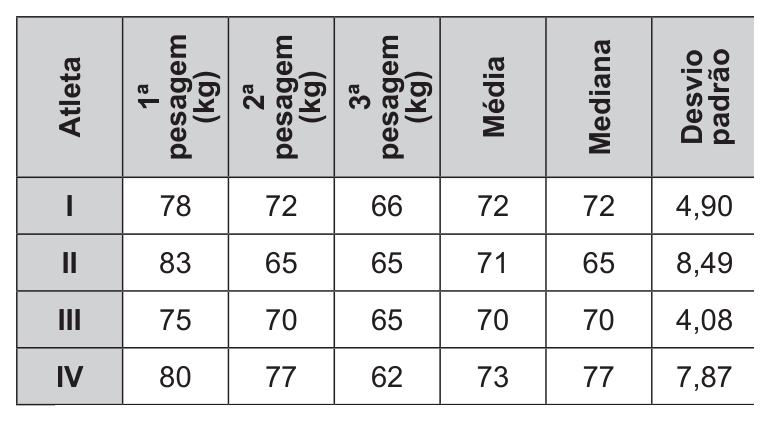 Atleta 1ª pesagem (kg) 2ª pesagem (kg) 3ª pesagem (kg) Média Mediana Desvio padrão
I 78 72 66 72 72 4,90
II 83 65 65 71 65 8,49
III 75 70 65 70 70 4,08
IV 80 77 62 73 77 7,87